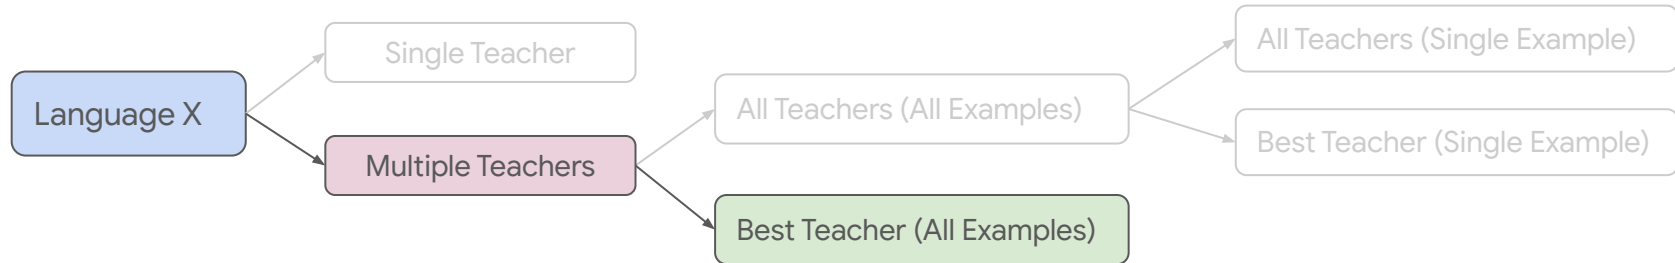 Language X
Single Teacher
Multiple Teachers
All Teachers (All Examples)
Best Teacher (All Examples)
All Teachers (Single Example)
Best Teacher (Single Example)